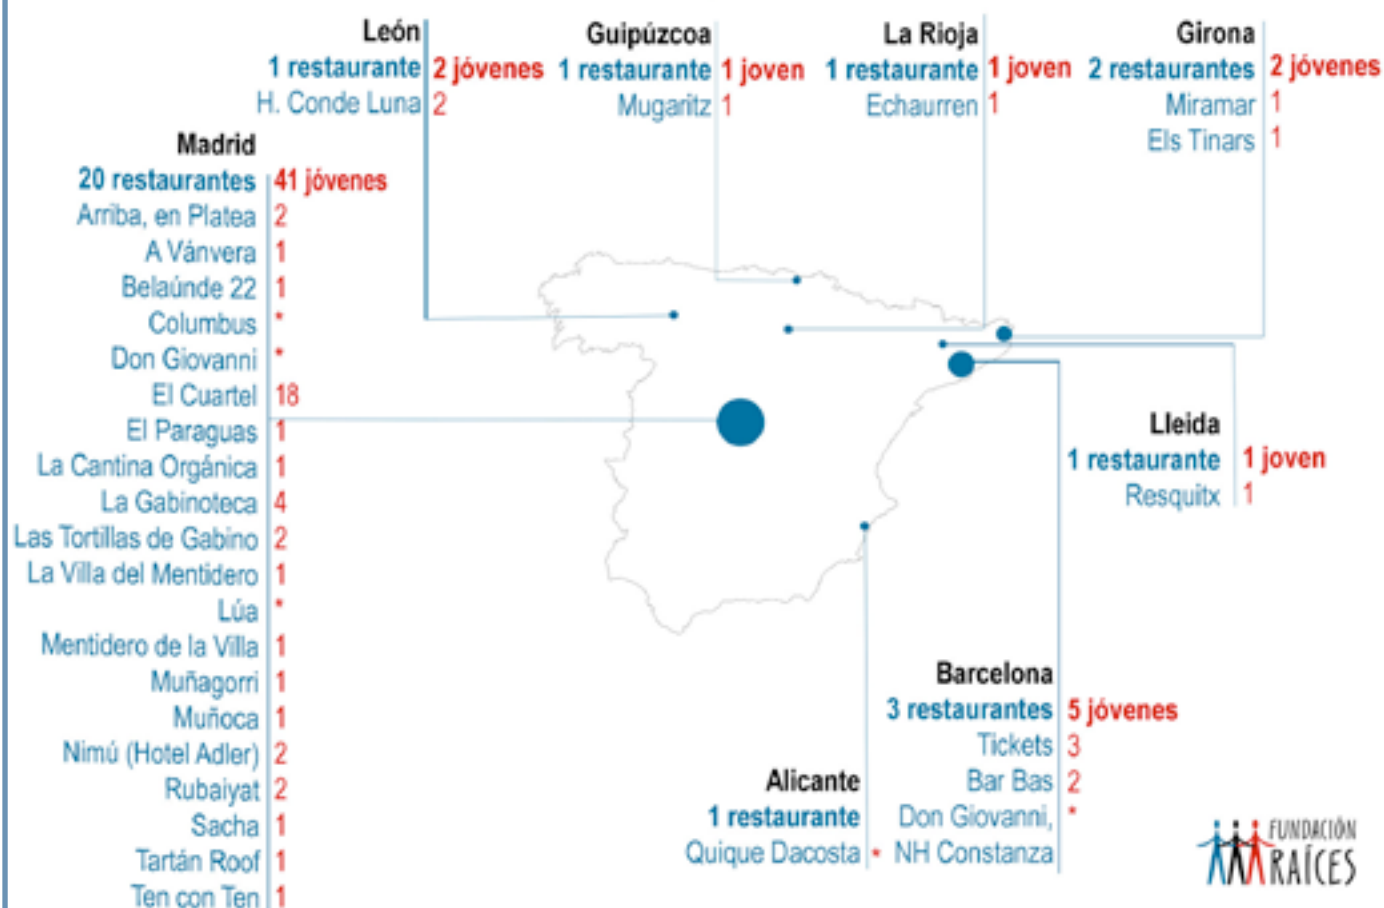 León
1 restaurante 2 jóvenes
H. Conde Luna 2
Guipúzcoa
1 restaurante 1 joven
Mugaritz 1
La Rioja
1 restaurante 1 joven
Echaurren 1
Girona
2 restaurantes 2 jóvenes
Miramar 1
Els Tinars 1
Madrid
20 restaurantes 41 jóvenes
Arriba, en Platea 2
A Vánvera 1
Belaúnde 22 1
Columbus *
Don Giovanni *
El Cuartel 18
El Paraguas 1
La Cantina Orgánica 1
La Gabinoteca 4
Las Tortillas de Gabino 2
La Villa del Mentidero 1
Lúa *
Mentidero de la Villa 1
Muñagorri 1
Muñoca 1
Nimú (Hotel Adler) 2
Rubaiyat 2
Sacha 1
Tartán Roof 1
Ten con Ten 1
Lleida
1 restaurante 1 joven
Resquitx 1
Barcelona
3 restaurantes 5 jóvenes
Tickets 3
Bar Bas 2
Don Giovanni, *
NH Constanza
Alicante
1 restaurante
Quique Dacosta *
FUNDACIÓN
RAÍCES